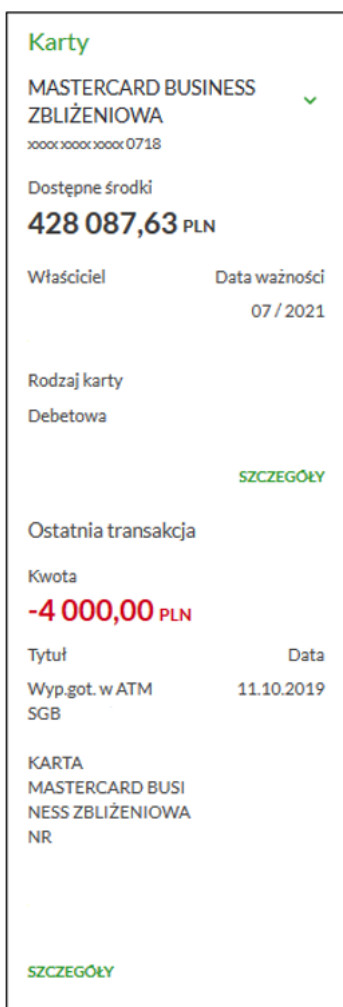 Karty
MASTERCARD BUSINESS
ZBLIŻENIOWA
xxxx xxxx xxxx 0718
Dostępne środki
428 087,63 PLN
Właściciel Data ważności
07 / 2021
Rodzaj karty
Debetowa
SZCZEGÓŁY
Ostatnia transakcja
Kwota
-4 000,00 PLN
Tytuł Data
Wyp.got. w ATM 11.10.2019
SGB
KARTA
MASTERCARD BUSI
NESS ZBLIŻENIOWA
NR
SZCZEGÓŁY